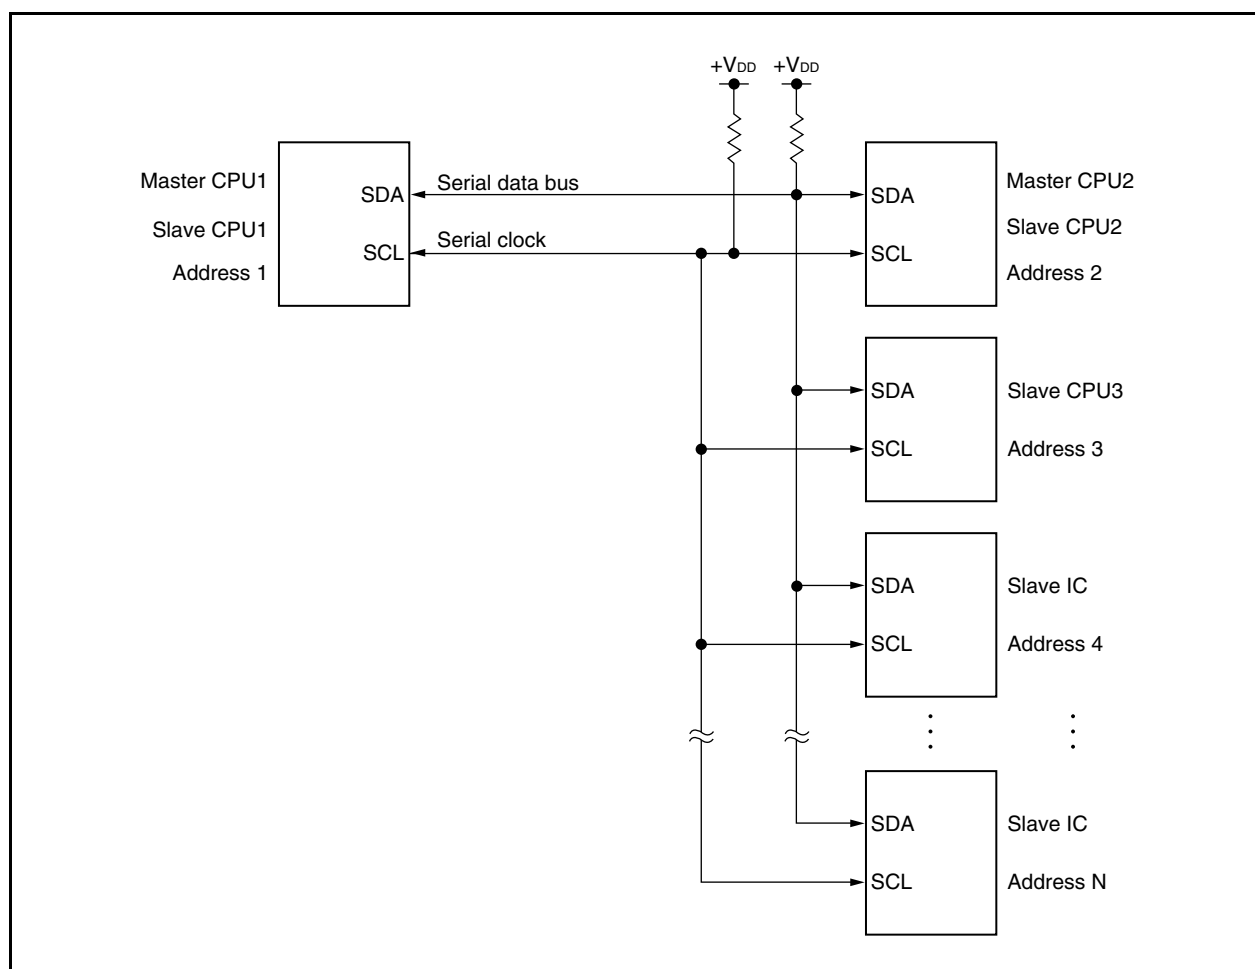 +VDD +VDD
Master CPU1
Slave CPU1
Address 1
SDA
SCL
Serial data bus
Serial clock
SDA
SCL
Master CPU2
Slave CPU2
Address 2
SDA
SCL
Slave CPU3
Address 3
SDA
SCL
Slave IC
Address 4
SDA
SCL
Slave IC
Address N